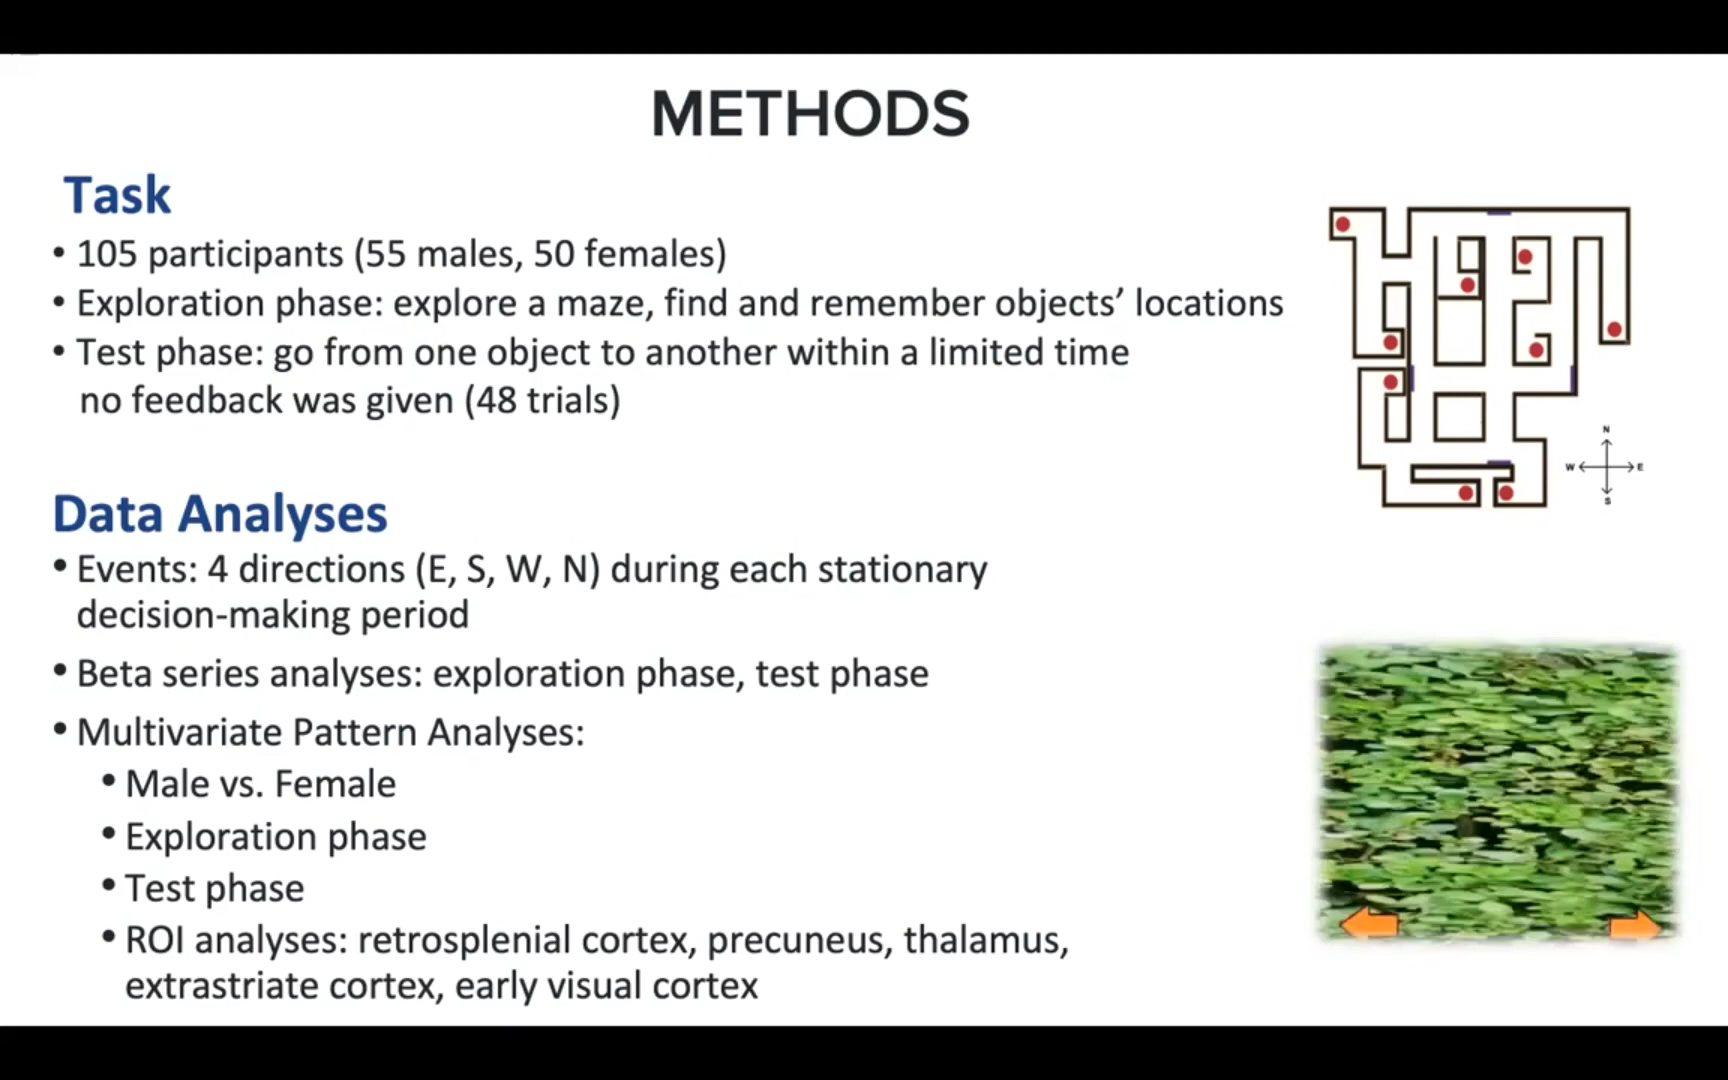 METHODS
Task
• 105 participants (55 males, 50 females)
• Exploration phase: explore a maze, find and remember objects’ locations
• Test phase: go from one object to another within a limited time
no feedback was given (48 trials)
N
W E
S
Data Analyses
• Events: 4 directions (E, S, W, N) during each stationary
decision-making period
• Beta series analyses: exploration phase, test phase
• Multivariate Pattern Analyses:
• Male vs. Female
• Exploration phase
• Test phase
• ROI analyses: retrosplenial cortex, precuneus, thalamus,
extrastriate cortex, early visual cortex